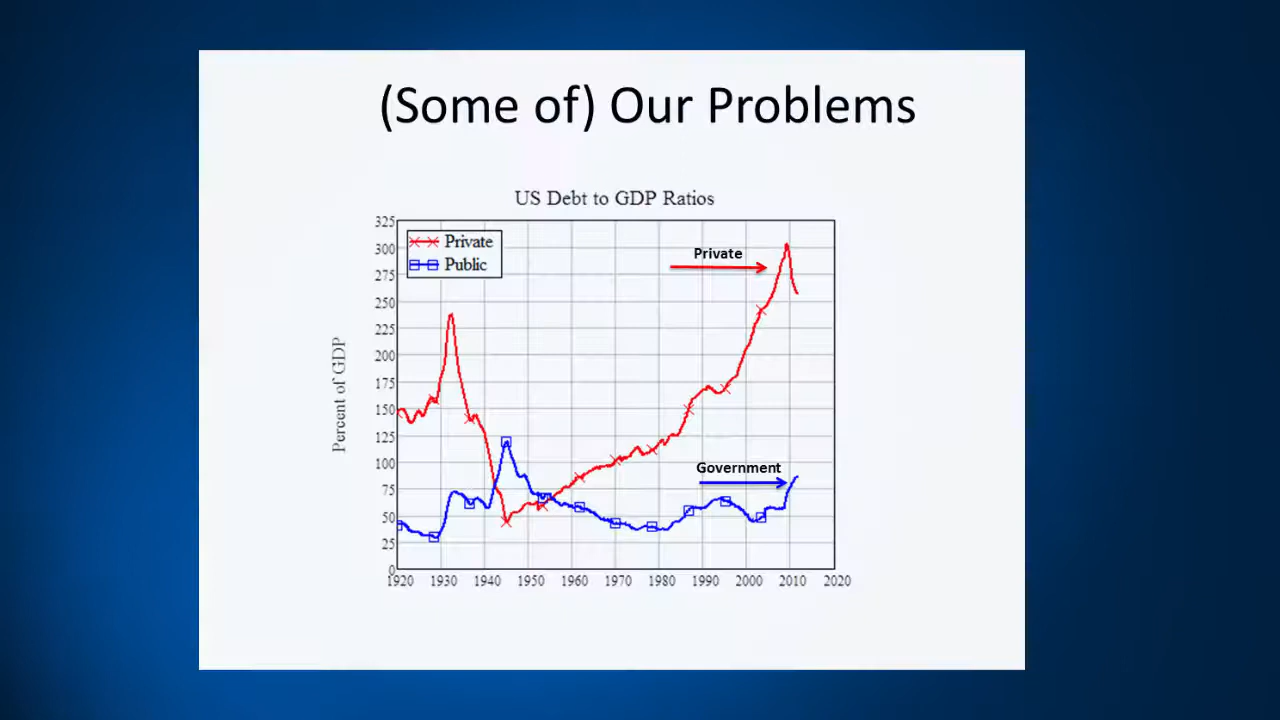 (Some of) Our Problems
US Debt to GDP Ratios
325
300
275
250
225
200
175
150
125
100
75
50
25
0
Percent of GDP
Private
Public
Private
Government
1920 1930 1940 1950 1960 1970 1980 1990 2000 2010 2020